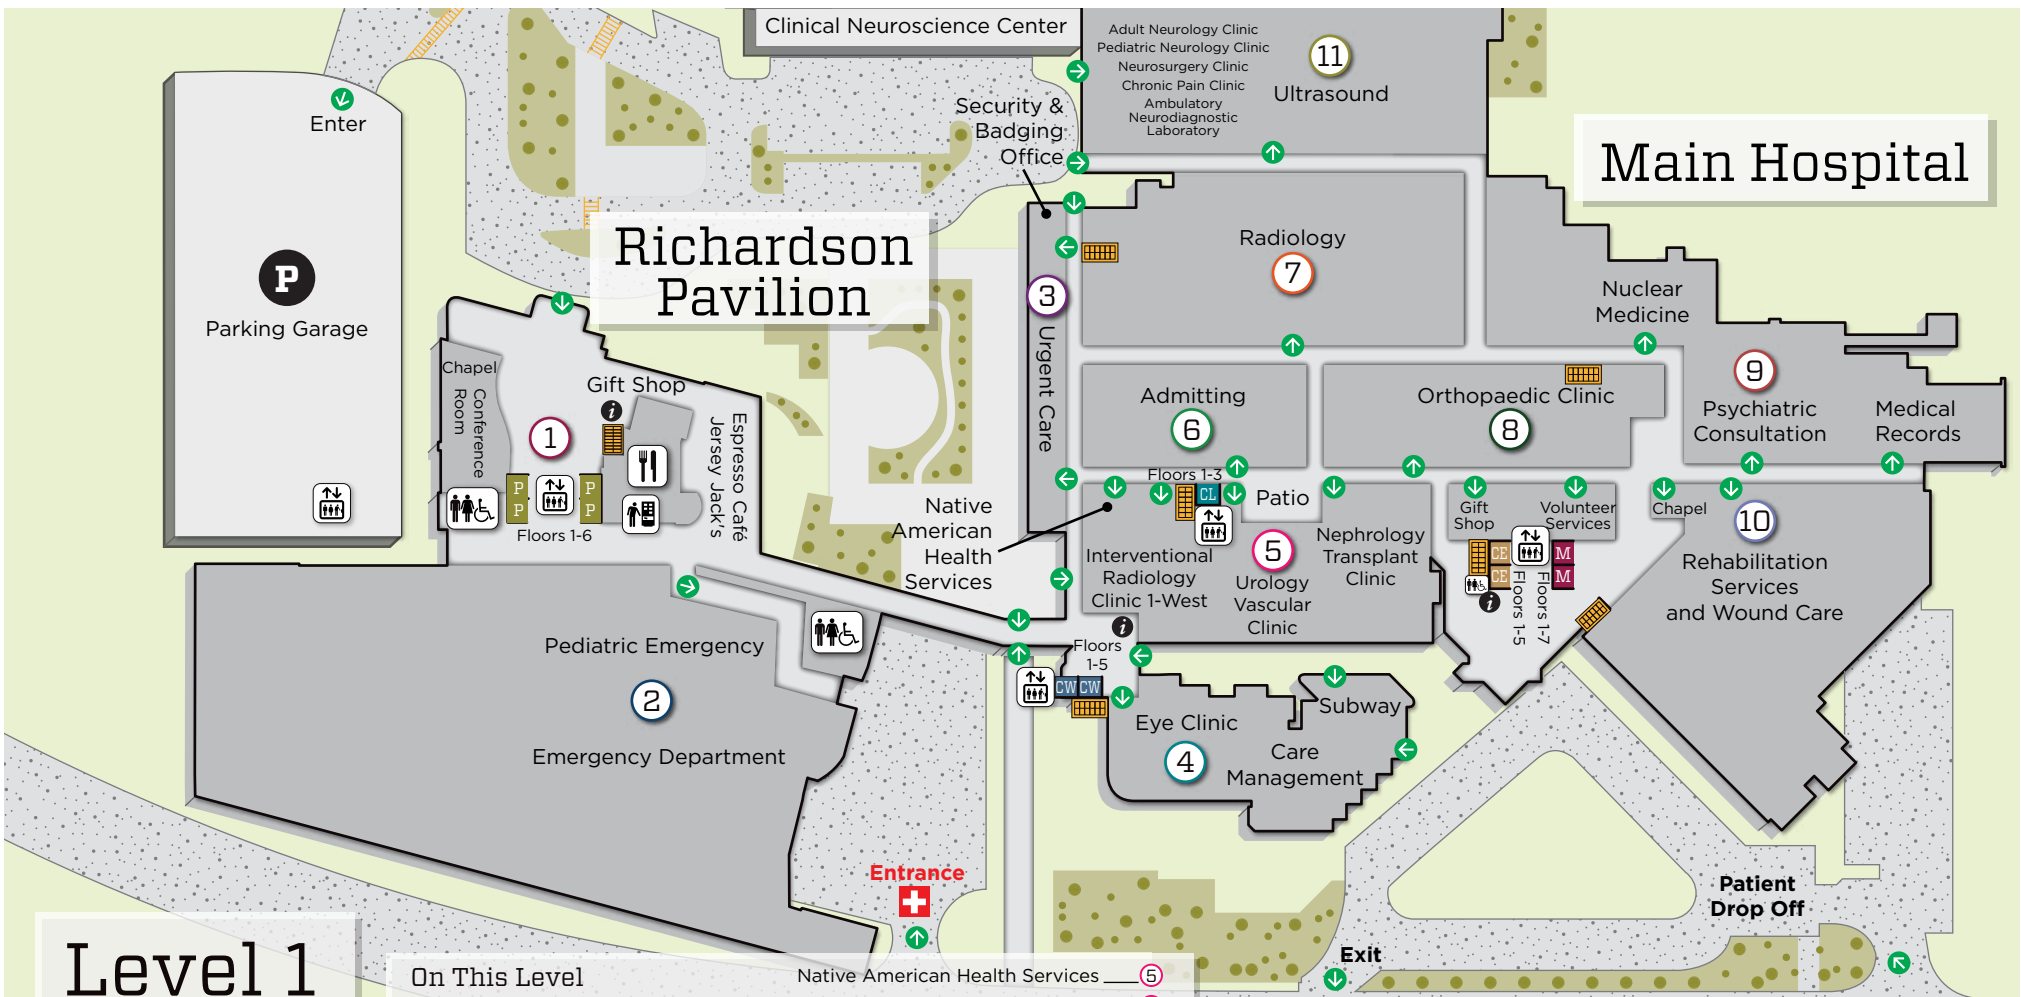 Clinical Neuroscience Center
Adult Neurology Clinic
Pediatric Neurology Clinic
Neurosurgery Clinic
Chronic Pain Clinic
Ambulatory
Neurodiagnostic
Laboratory
11
Ultrasound
Security &
Badging
Office
Enter
Main Hospital
P
Parking Garage
Richardson
Pavilion
Radiology
7
3
Urgent Care
Nuclear
Medicine
Chapel
Conference
Room
Gift Shop
i
1
Espresso Café
Jersey Jack's
P
P
P
P
Floors 1-6
Admitting
6
Orthopaedic Clinic
8
9
Psychiatric
Consultation
Medical
Records
Floors 1-3
CL
Patio
Native
American
Health
Services
Interventional
Radiology
Clinic 1-West
5
Urology
Vascular
Clinic
Nephrology
Transplant
Clinic
Gift
Shop
Volunteer
Services
CE
CE
M
M
Floors 1-5
Floors 1-7
i
Chapel
10
Rehabilitation
Services
and Wound Care
Pediatric Emergency
2
Emergency Department
i
Floors
1-5
CW
CW
Eye Clinic
4
Subway
Care
Management
Entrance
Patient
Drop Off
Exit
Level 1
On This Level
Native American Health Services 5